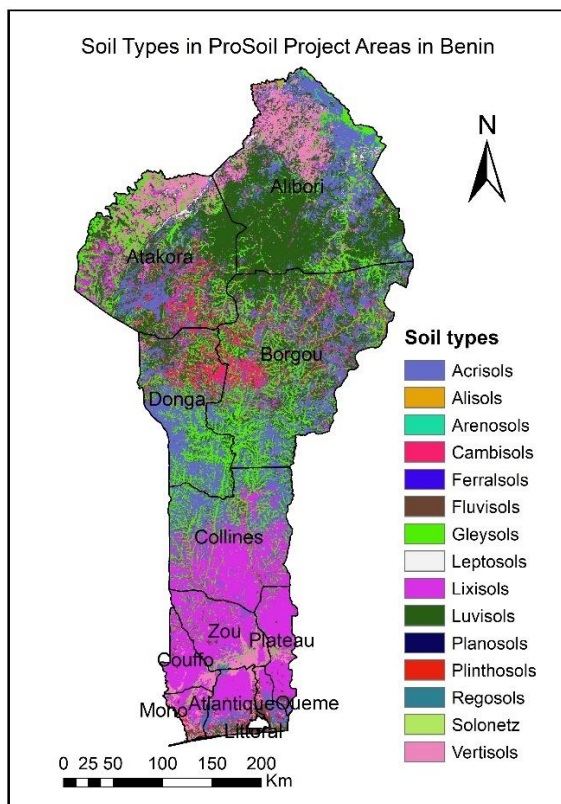 Soil Types in ProSoil Project Areas in Benin
N
Alibori
Atakora
Borgou
Donga
Collines
Zou
Plateau
Couffo
Mono
Atlantique
Oueme
Littoral
Soil types
Acrisols
Alisols
Arenosols
Cambisols
Ferralsols
Fluvisols
Gleysols
Leptosols
Lixisols
Luvisols
Planosols
Plinthosols
Regosols
Solonetz
Vertisols
0 25 50 100 150 200
Km